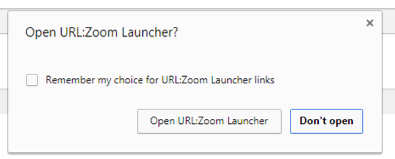 Open URL:Zoom Launcher?
Remember my choice for URL:Zoom Launcher links
Open URL:Zoom Launcher Don't open